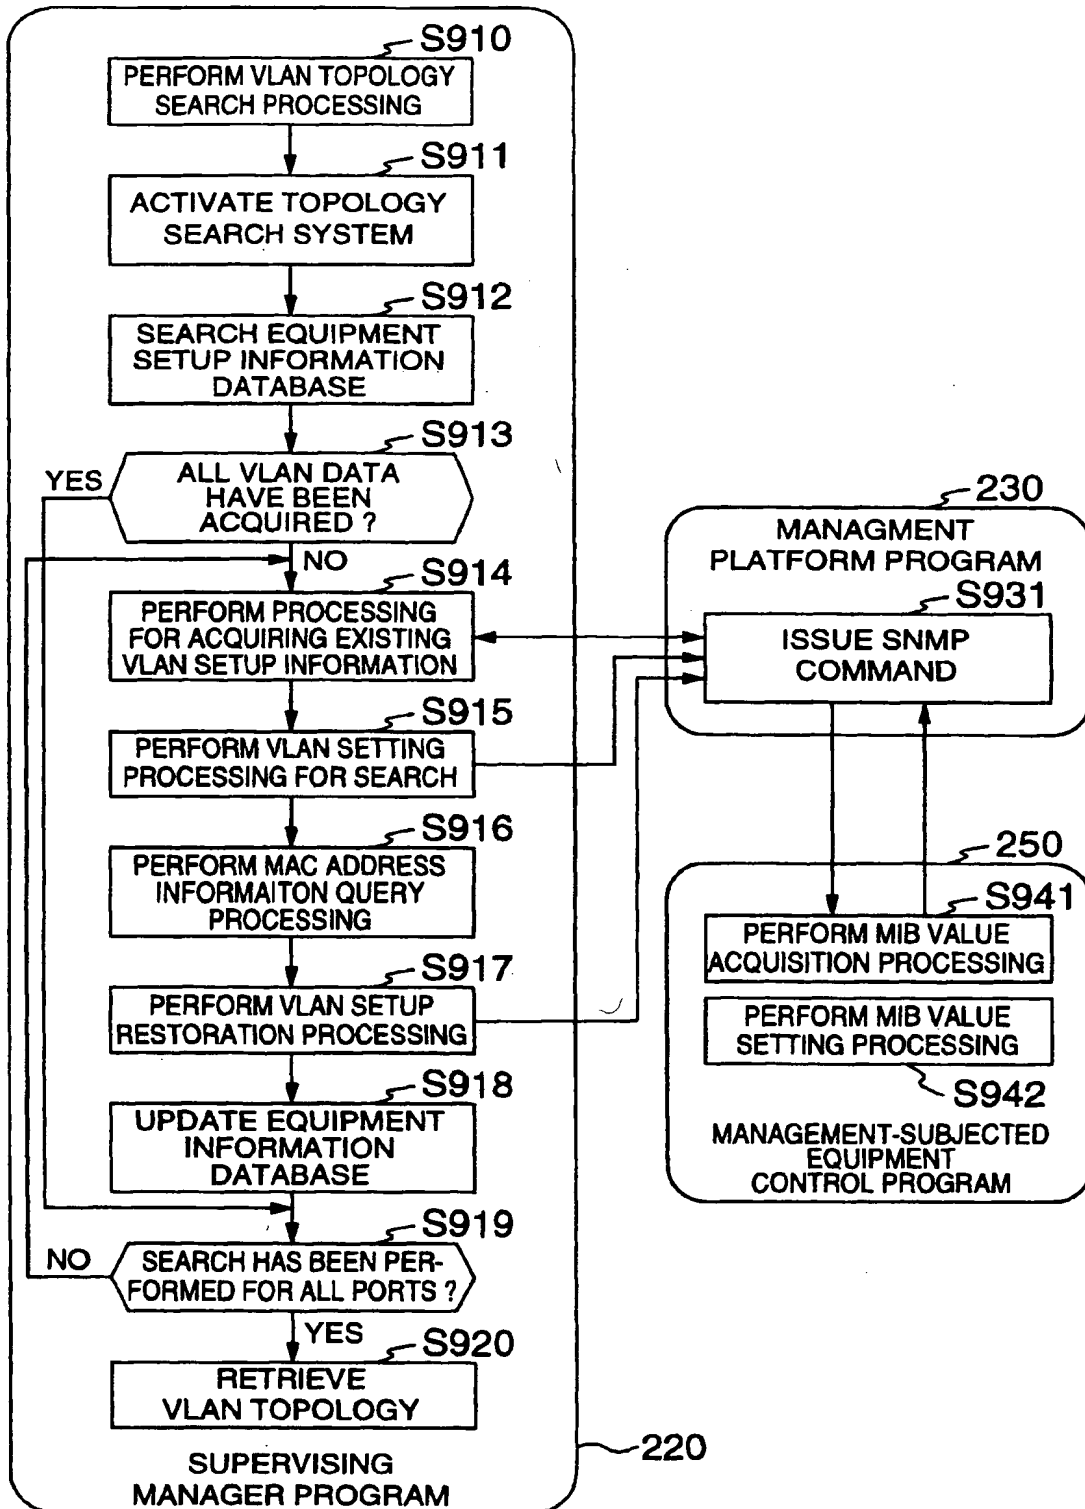 S910
PERFORM VLAN TOPOLOGY
SEARCH PROCESSING
S911
ACTIVATE TOPOLOGY
SEARCH SYSTEM
S912
SEARCH EQUIPMENT
SETUP INFORMATION
DATABASE
S913
YES
ALL VLAN DATA
HAVE BEEN
ACQUIRED ?
NO
S914
PERFORM PROCESSING
FOR ACQUIRING EXISTING
VLAN SETUP INFORMATION
S915
PERFORM VLAN SETTING
PROCESSING FOR SEARCH
S916
PERFORM MAC ADDRESS
INFORMAITON QUERY
PROCESSING
S917
PERFORM VLAN SETUP
RESTORATION PROCESSING
S918
UPDATE EQUIPMENT
INFORMATION
DATABASE
S919
NO
SEARCH HAS BEEN PER-
FORMED FOR ALL PORTS ?
YES
S920
RETRIEVE
VLAN TOPOLOGY
220
SUPERVISING
MANAGER PROGRAM
230
MANAGMENT
PLATFORM PROGRAM
S931
ISSUE SNMP
COMMAND
250
S941
PERFORM MIB VALUE
ACQUISITION PROCESSING
PERFORM MIB VALUE
SETTING PROCESSING
S942
MANAGEMENT-SUBJECTED
EQUIPMENT
CONTROL PROGRAM